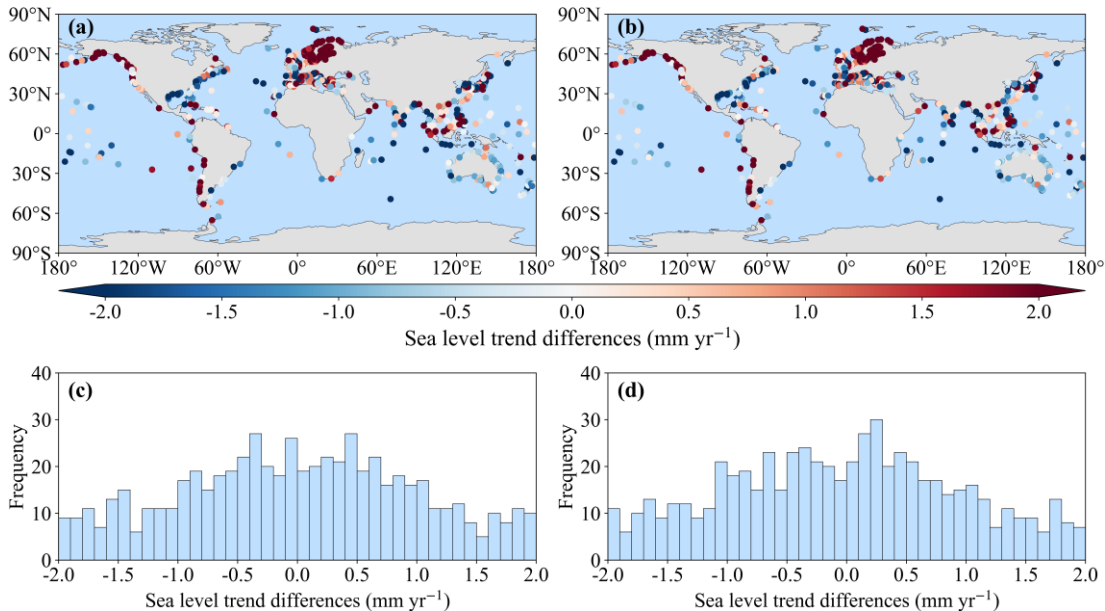 (a)
90°N
60°N
30°N
0°
30°S
60°S
90°S
180° 120°W 60°W 0° 60°E 120°E 180°
(b)
90°N
60°N
30°N
0°
30°S
60°S
90°S
180° 120°W 60°W 0° 60°E 120°E 180°
-2.0 -1.5 -1.0 -0.5 0.0 0.5 1.0 1.5 2.0
Sea level trend differences (mm yr⁻¹)
(c)
Frequency
40
30
20
10
0
-2.0 -1.5 -1.0 -0.5 0.0 0.5 1.0 1.5 2.0
Sea level trend differences (mm yr⁻¹)
(d)
Frequency
40
30
20
10
0
-2.0 -1.5 -1.0 -0.5 0.0 0.5 1.0 1.5 2.0
Sea level trend differences (mm yr⁻¹)